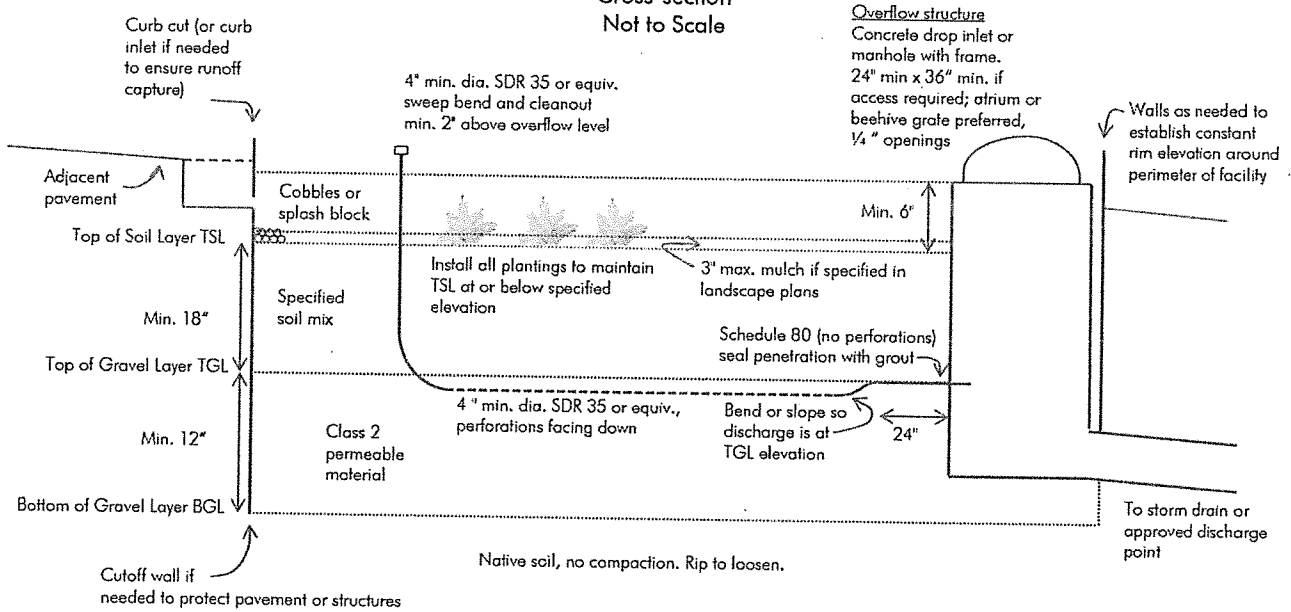 Cross-section
Not to Scale
Curb cut (or curb
inlet if needed
to ensure runoff
capture)
4" min. dia. SDR 35 or equiv.
sweep bend and cleanout
min. 2" above overflow level
Overflow structure
Concrete drop inlet or
manhole with frame.
24" min x 36" min. if
access required; atrium or
beehive grate preferred,
1/4 " openings
Walls as needed to
establish constant
rim elevation around
perimeter of facility
Adjacent
pavement
Cobbles or
splash block
Min. 6"
Top of Soil Layer TSL
Install all plantings to maintain
TSL at or below specified
elevation
3" max. mulch if specified in
landscape plans
Specified
soil mix
Min. 18"
Schedule 80 (no perforations)
seal penetration with grout
Top of Gravel Layer TGL
4 " min. dia. SDR 35 or equiv.,
perforations facing down
Bend or slope so
discharge is at
TGL elevation
24"
Min. 12"
Class 2
permeable
material
Bottom of Gravel Layer BGL
To storm drain or
approved discharge
point
Native soil, no compaction. Rip to loosen.
Cutoff wall if
needed to protect pavement or structures